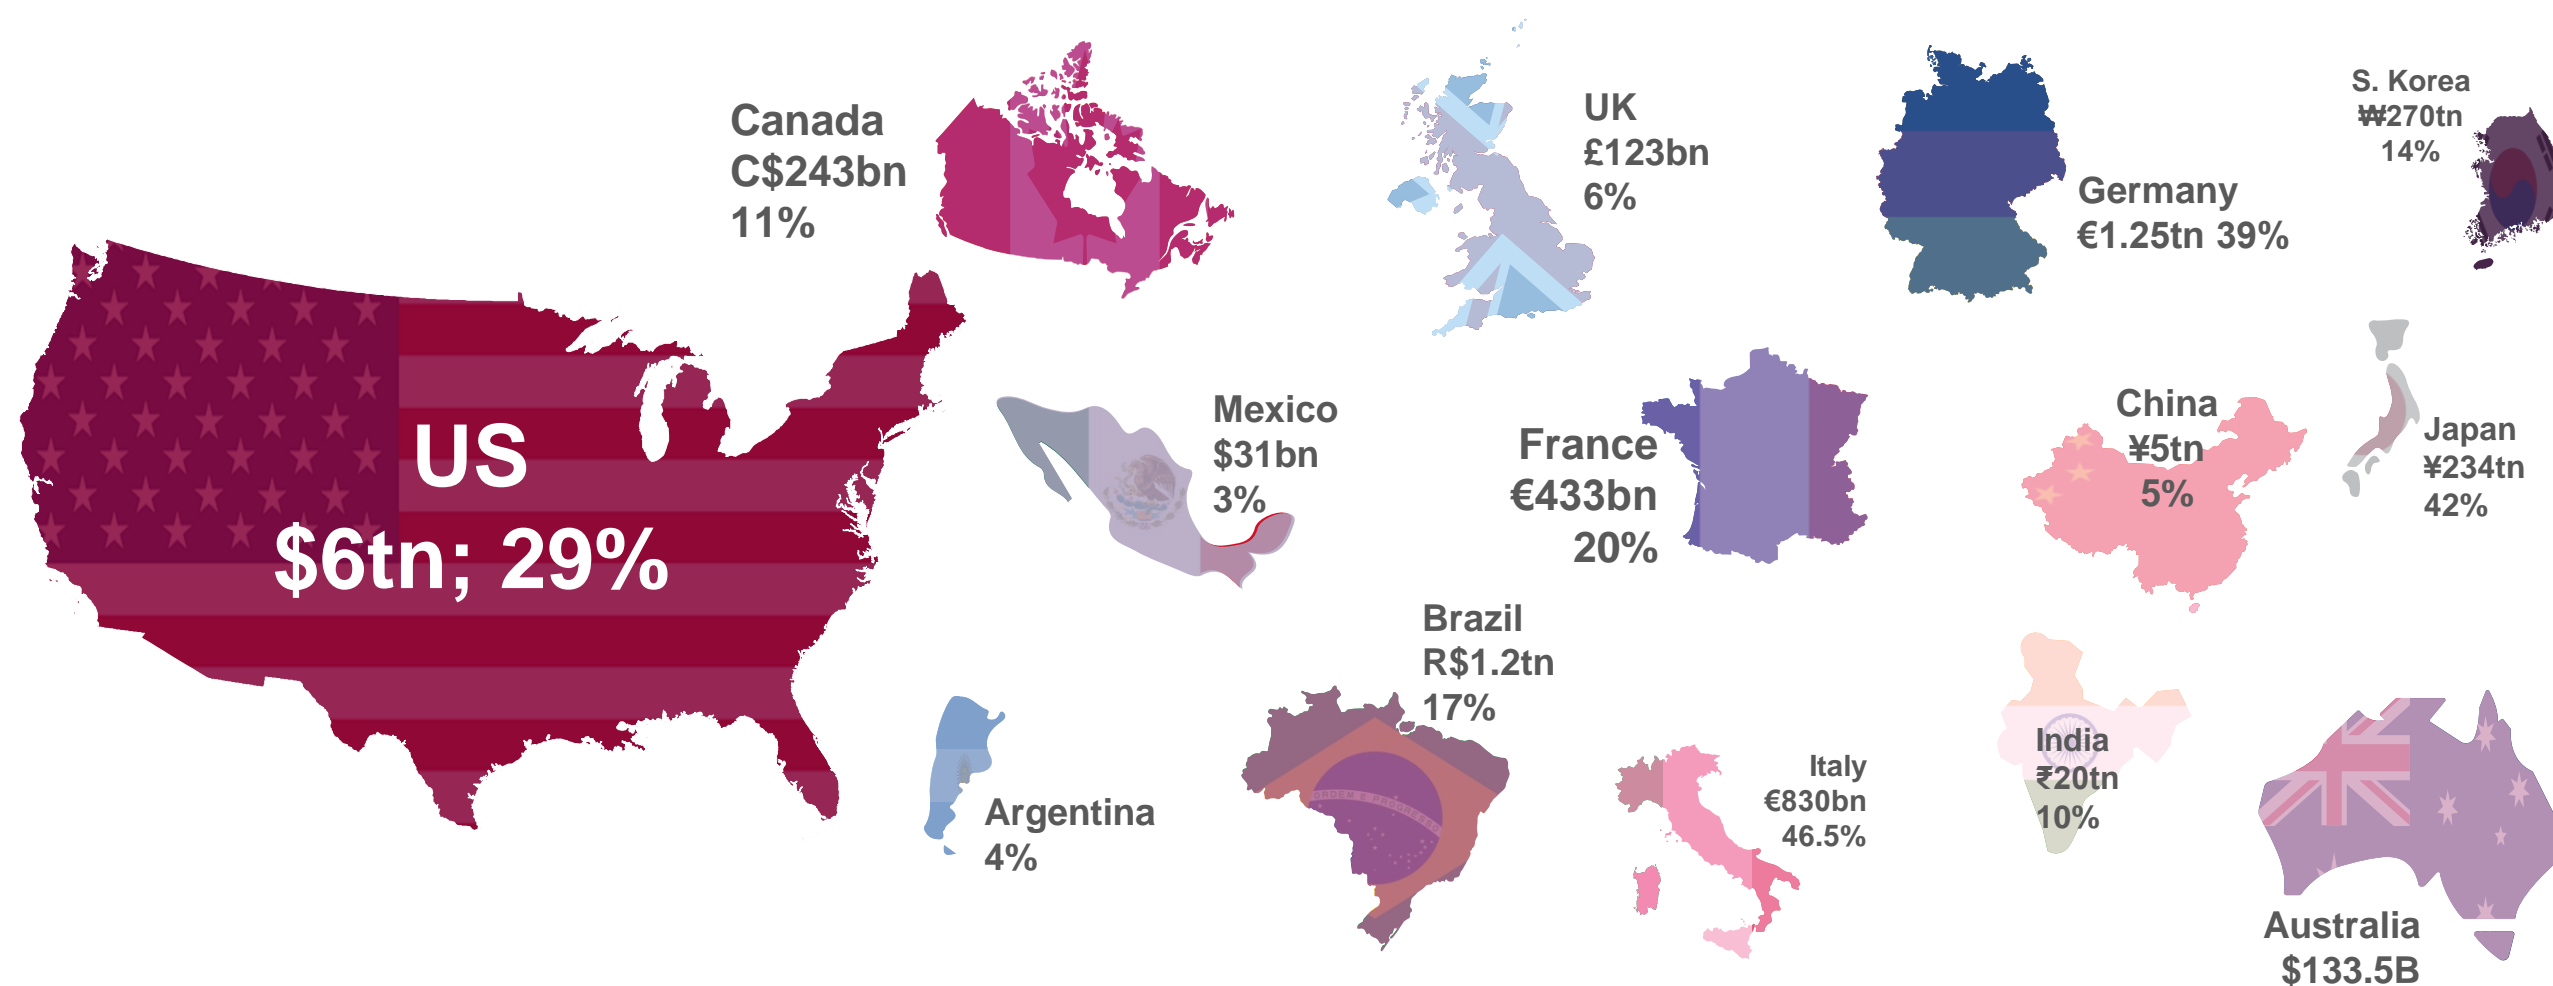 Canada
C$243bn
11%
UK
£123bn
6%
Germany
€1.25tn 39%
S. Korea
₩270tn
14%
US
$6tn; 29%
Mexico
$31bn
3%
France
€433bn
20%
China
¥5tn
5%
Japan
¥234tn
42%
Argentina
4%
Brazil
R$1.2tn
17%
ORDEM E PROGRESSO
Italy
€830bn
46.5%
India
₹20tn
10%
Australia
$133.5B